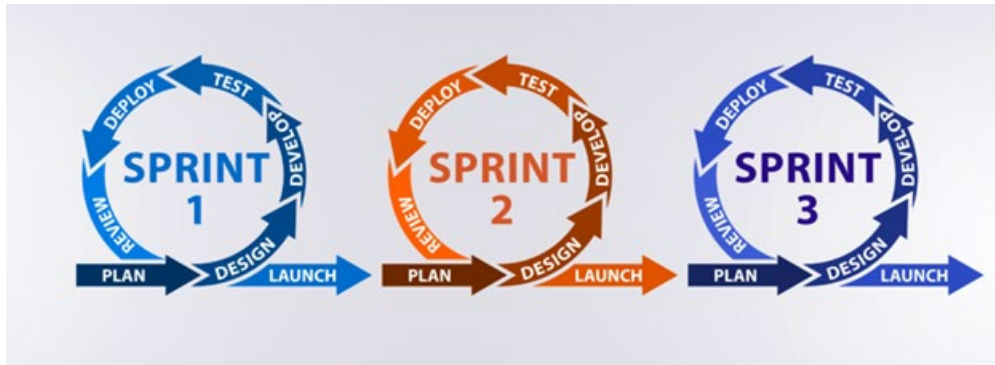 SPRINT
1
PLAN
DESIGN
DEVELOP
TEST
DEPLOY
REVIEW
LAUNCH
SPRINT
2
PLAN
DESIGN
DEVELOP
TEST
DEPLOY
REVIEW
LAUNCH
SPRINT
3
PLAN
DESIGN
DEVELOP
TEST
DEPLOY
REVIEW
LAUNCH